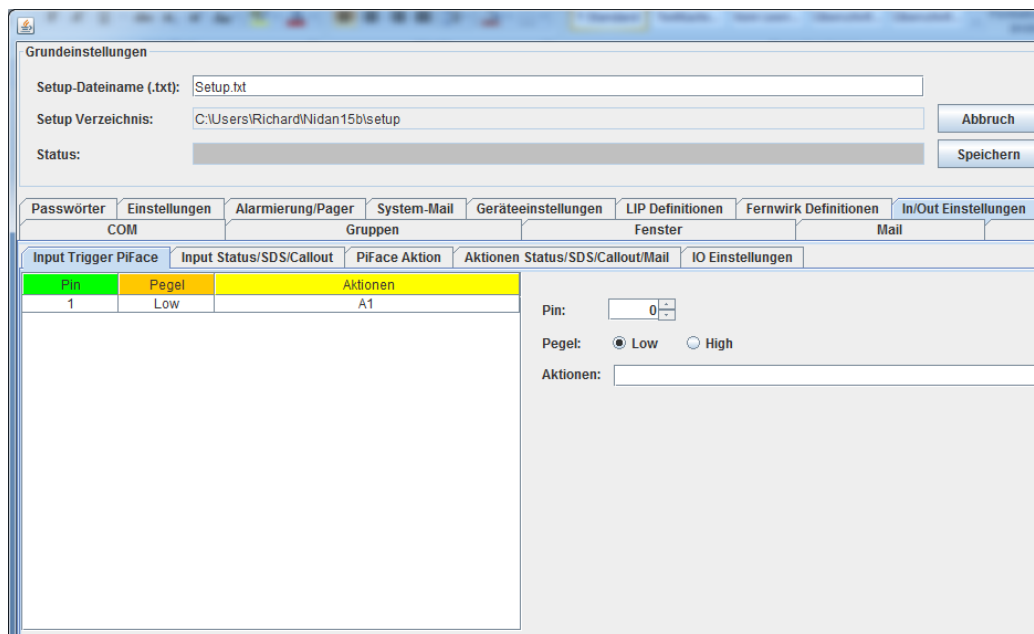 Grundeinstellungen
Setup-Dateiname (.txt): Setup.txt
Setup Verzeichnis: C:\Users\Richard\Nidan15b\setup Abbruch
Status: Speichern
Passwörter Einstellungen Alarmierung/Pager System-Mail Geräteeinstellungen LIP Definitionen Fernwirk Definitionen In/Out Einstellungen
COM Gruppen Fenster Mail
Input Trigger PiFace Input Status/SDS/Callout PiFace Aktion Aktionen Status/SDS/Callout/Mail IO Einstellungen
Pin Pegel Aktionen
1 Low A1
Pin: 0
Pegel: Low High
Aktionen: